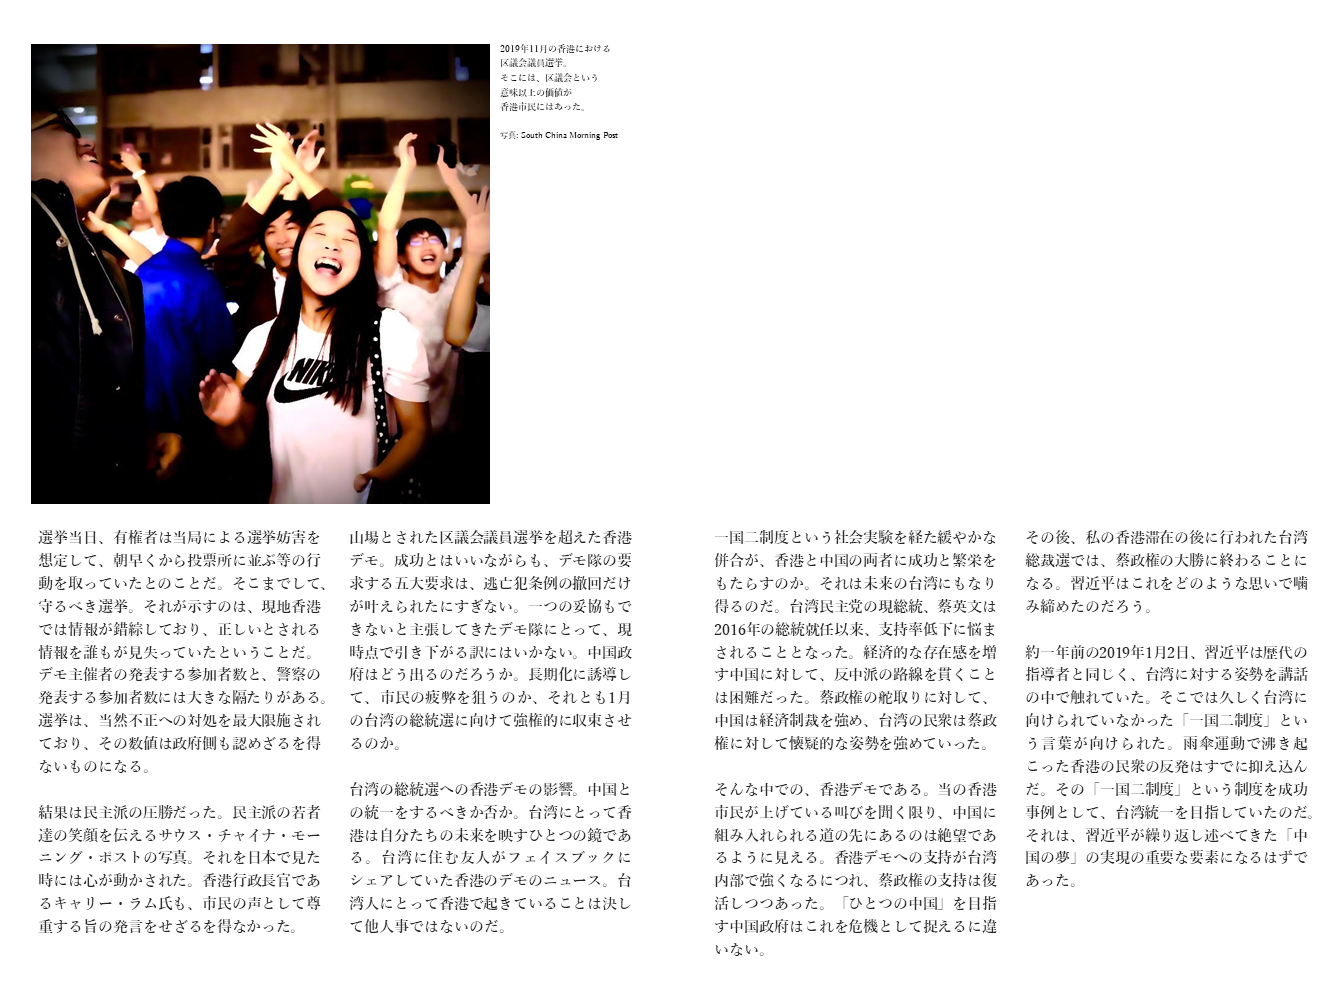 2019年11月の香港における
区議会議員選挙。
そこには、区議会という
意味以上の価値が
香港市民にはあった。
写真: South China Morning Post
NIKE
選挙当日、有権者は当局による選挙妨害を
想定して、朝早くから投票所に並ぶ等の行
動を取っていたとのことだ。そこまでして、
守るべき選挙。それが示すのは、現地香港
では情報が錯綜しており、正しいとされる
情報を誰もが見失っていたということだ。
デモ主催者の発表する参加者数と、警察の
発表する参加者数には大きな隔たりがある。
選挙は、当然不正への対処を最大限施され
ており、その数値は政府側も認めざるを得
ないものになる。
結果は民主派の圧勝だった。民主派の若者
達の笑顔を伝えるサウス・チャイナ・モー
ニング・ポストの写真。それを日本で見た
時には心が動かされた。香港行政長官であ
るキャリー・ラム氏も、市民の声として尊
重する旨の発言をせざるを得なかった。
山場とされた区議会議員選挙を超えた香港
デモ。成功とはいいながらも、デモ隊の要
求する五大要求は、逃亡犯条例の撤回だけ
が叶えられたにすぎない。一つの妥協もで
きないと主張してきたデモ隊にとって、現
時点で引き下がる訳にはいかない。中国政
府はどう出るのだろうか。長期化に誘導し
て、市民の疲弊を狙うのか、それとも1月
の台湾の総統選に向けて強権的に収束させ
るのか。
台湾の総統選への香港デモの影響。中国と
の統一をするべきか否か。台湾にとって香
港は自分たちの未来を映すひとつの鏡であ
る。台湾に住む友人がフェイスブックに
シェアしていた香港のデモのニュース。台
湾人にとって香港で起きていることは決し
て他人事ではないのだ。
一国二制度という社会実験を経た緩やかな
併合が、香港と中国の両者に成功と繁栄を
もたらすのか。それは未来の台湾にもなり
得るのだ。台湾民主党の現総統、蔡英文は
2016年の総統就任以来、支持率低下に悩ま
されることとなった。経済的な存在感を増
す中国に対して、反中派の路線を貫くこと
は困難だった。蔡政権の舵取りに対して、
中国は経済制裁を強め、台湾の民衆は蔡政
権に対して懐疑的な姿勢を強めていった。
そんな中での、香港デモである。当の香港
市民が上げている叫びを聞く限り、中国に
組み入れられる道の先にあるのは絶望であ
るように見える。香港デモへの支持が台湾
内部で強くなるにつれ、蔡政権の支持は復
活しつつあった。「ひとつの中国」を目指
す中国政府はこれを危機として捉えるに違
いない。
その後、私の香港滞在の後に行われた台湾
総裁選では、蔡政権の大勝に終わることに
なる。習近平はこれをどのような思いで噛
み締めたのだろう。
約一年前の2019年1月2日、習近平は歴代の
指導者と同じく、台湾に対する姿勢を講話
の中で触れていた。そこでは久しく台湾に
向けられていなかった「一国二制度」とい
う言葉が向けられた。雨傘運動で沸き起
こった香港の民衆の反発はすでに抑え込ん
だ。その「一国二制度」という制度を成功
事例として、台湾統一を目指していたのだ。
それは、習近平が繰り返し述べてきた「中
国の夢」の実現の重要な要素になるはずで
あった。